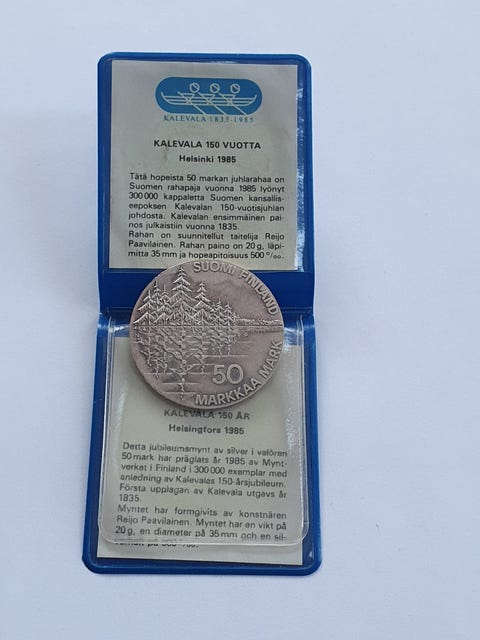 KALEVALA·1835-1985
KALEVALA 150 VUOTTA
Helsinki 1985
Tätä hopeista 50 markan juhlarahaa on
Suomen rahapaja vuonna 1985 lyönyt
300 000 kappaletta Suomen kansallis-
eepoksen Kalevalan 150-vuotisjuhlan
johdosta. Kalevalan ensimmäinen pai-
nos julkaistiin vuonna 1835.
Rahan on suunnitellut taiteilija Reijo
Paavilainen. Rahan paino on 20 g, läpi-
mitta 35 mm ja hopeapitoisuus 500 ‰.
SUOMI FINLAND
50
MARKKAA MARK
KALEVALA 150 ÅR
Helsingfors 1985
Detta jubileumsmynt av silver i valören
50 mark har präglats år 1985 av Mynt-
verket i Finland i 300 000 exemplar med
anledning av Kalevalas 150-årsjubileum.
Första upplagan av Kalevala utgavs år
1835.
Myntet har formgivits av konstnären
Reijo Paavilainen. Myntet har en vikt på
20 g, en diameter på 35 mm och en sil-